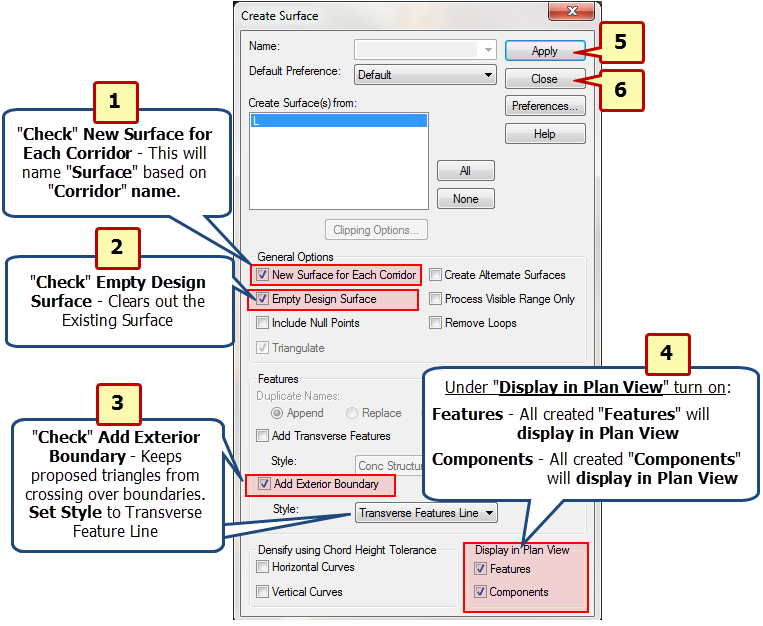 Create Surface
Name:
Apply
5
Default Preference:
Default
Close
6
Preferences...
Help
Create Surface(s) from:
L
All
None
Clipping Options...
1
"Check" New Surface for
Each Corridor - This will
name "Surface" based on
"Corridor" name.
2
"Check" Empty Design
Surface - Clears out the
Existing Surface
General Options
New Surface for Each Corridor
Create Alternate Surfaces
Empty Design Surface
Process Visible Range Only
Include Null Points
Remove Loops
Triangulate
3
"Check" Add Exterior
Boundary - Keeps
proposed triangles from
crossing over boundaries.
Set Style to Transverse
Feature Line
4
Under "Display in Plan View" turn on:
Features - All created "Features" will
display in Plan View
Components - All created "Components"
will display in Plan View
Features
Duplicate Names:
Append
Replace
Add Transverse Features
Style:
Conc Structur
Add Exterior Boundary
Style:
Transverse Features Line
Densify using Chord Height Tolerance
Horizontal Curves
Vertical Curves
Display in Plan View
Features
Components